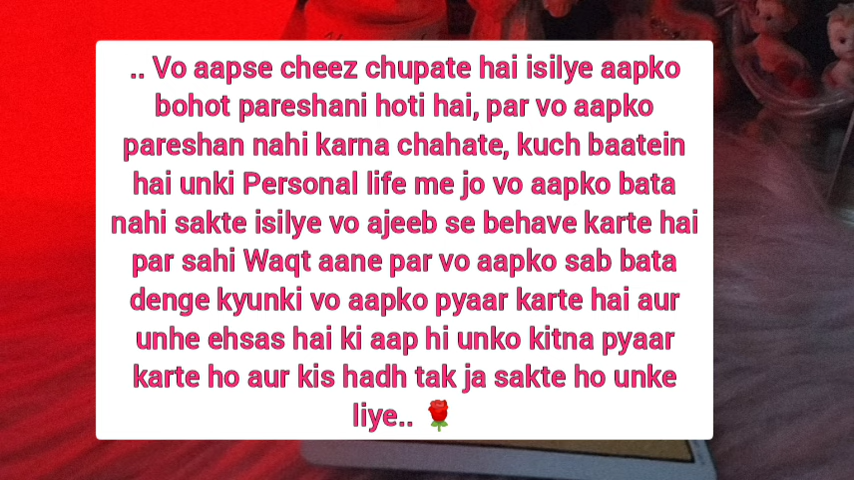 .. Vo aapse cheez chupate hai isilye aapko
bohot pareshani hoti hai, par vo aapko
pareshan nahi karna chahate, kuch baatein
hai unki Personal life me jo vo aapko bata
nahi sakte isilye vo ajeeb se behave karte hai
par sahi Waqt aane par vo aapko sab bata
denge kyunki vo aapko pyaar karte hai aur
unhe ehsas hai ki aap hi unko kitna pyaar
karte ho aur kis hadh tak ja sakte ho unke
liye.. 🌹